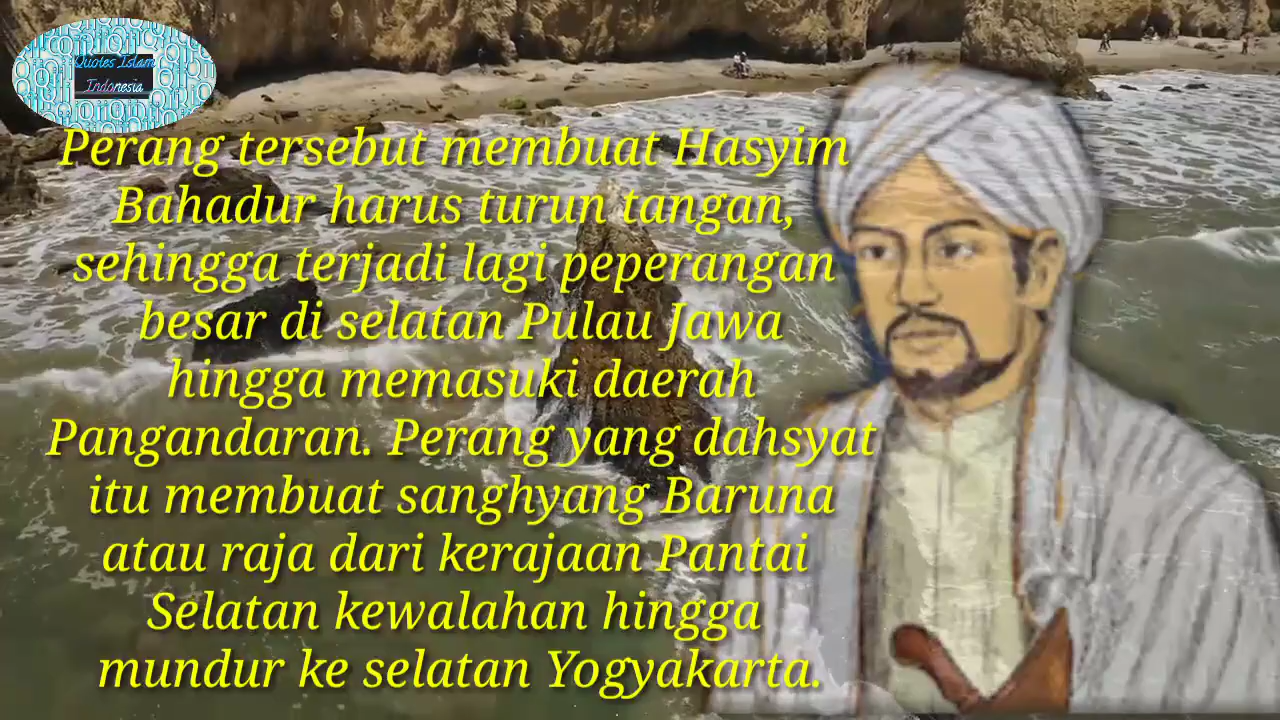 Quotes Islam
Indonesia
Perang tersebut membuat Hasyim
Bahadur harus turun tangan,
sehingga terjadi lagi peperangan
besar di selatan Pulau Jawa
hingga memasuki daerah
Pangandaran. Perang yang dahsyat
itu membuat sanghyang Baruna
atau raja dari kerajaan Pantai
Selatan kewalahan hingga
mundur ke selatan Yogyakarta.